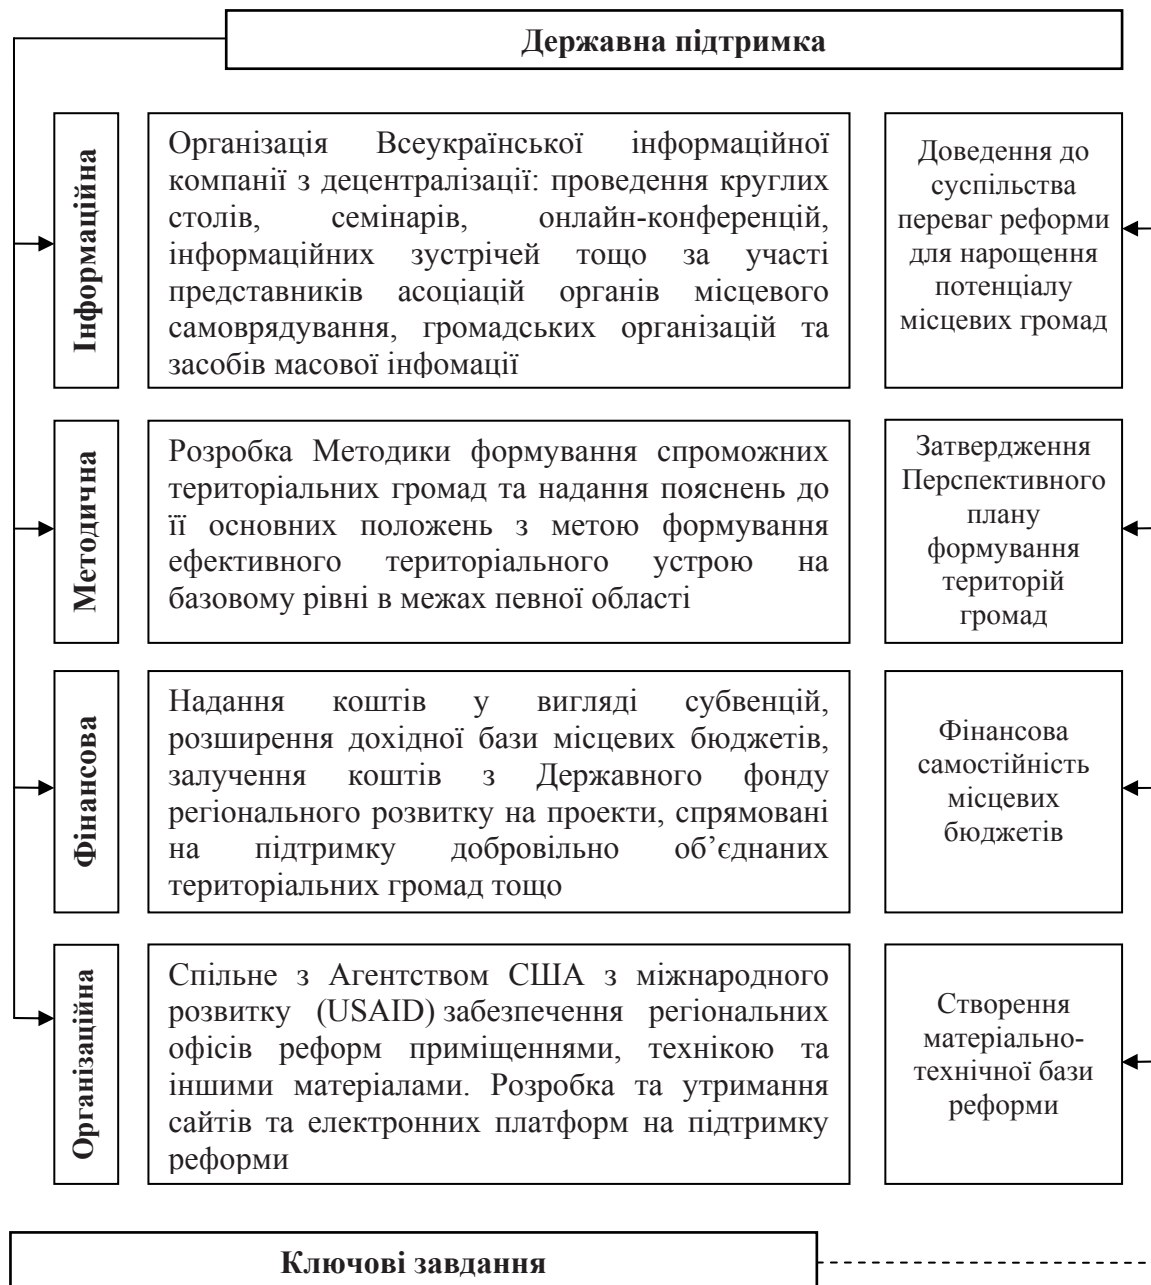 Державна підтримка
Інформаційна
Організація Всеукраїнської інформаційної
компанії з децентралізації: проведення круглих
столів, семінарів, онлайн-конференцій,
інформаційних зустрічей тощо за участі
представників асоціацій органів місцевого
самоврядування, громадських організацій та
засобів масової інфомації
Доведення до
суспільства
переваг реформи
для нарощення
потенціалу
місцевих громад
Методична
Розробка Методики формування спроможних
територіальних громад та надання пояснень до
її основних положень з метою формування
ефективного територіального устрою на
базовому рівні в межах певної області
Затвердження
Перспективного
плану
формування
територій
громад
Фінансова
Надання коштів у вигляді субвенцій,
розширення дохідної бази місцевих бюджетів,
залучення коштів з Державного фонду
регіонального розвитку на проекти, спрямовані
на підтримку добровільно об’єднаних
територіальних громад тощо
Фінансова
самостійність
місцевих
бюджетів
Організаційна
Спільне з Агентством США з міжнародного
розвитку (USAID) забезпечення регіональних
офісів реформ приміщеннями, технікою та
іншими матеріалами. Розробка та утримання
сайтів та електронних платформ на підтримку
реформи
Створення
матеріально-
технічної бази
реформи
Ключові завдання